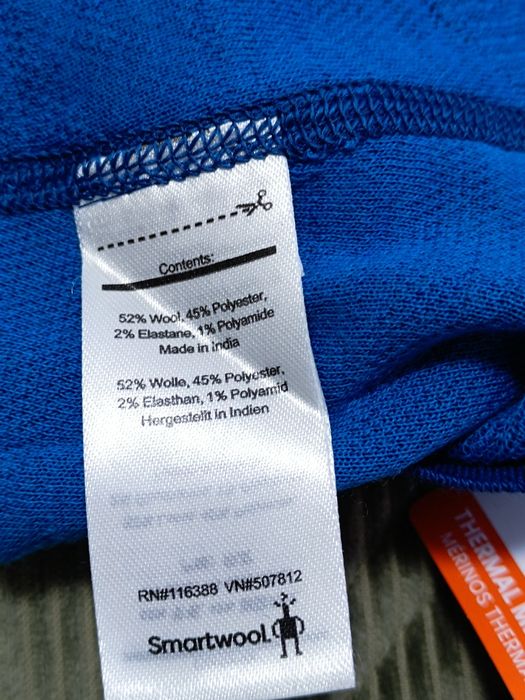 Contents:
52% Wool, 45% Polyester,
2% Elastane, 1% Polyamide
Made in India
52% Wolle, 45% Polyester,
2% Elasthan, 1% Polyamid
Hergestellt in Indien
RN#116388 VN#507812
Smartwool
THERMAL
MERINOS